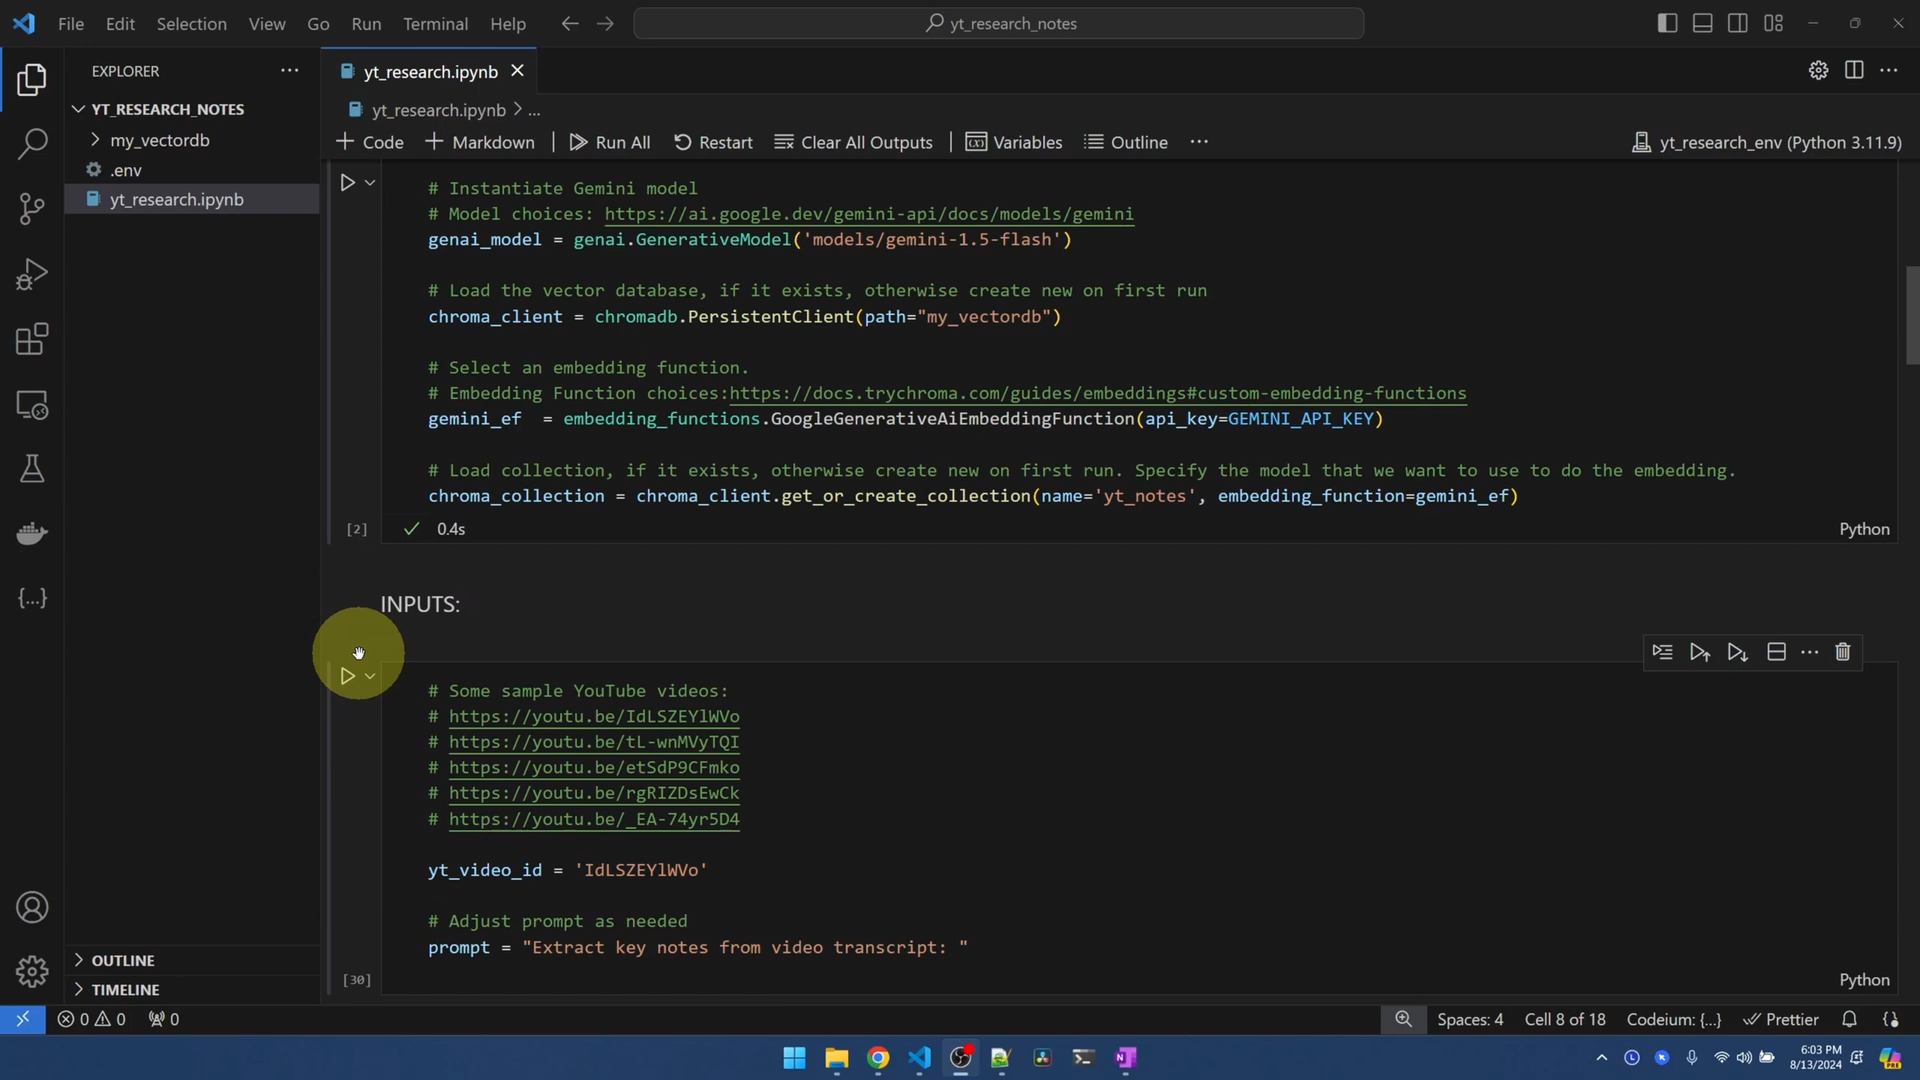 File Edit Selection View Go Run Terminal Help yt_research_notes
EXPLORER
yt_research.ipynb
YT_RESEARCH_NOTES
my_vectordb
.env
yt_research.ipynb
OUTLINE
TIMELINE
yt_research.ipynb > ...
Code Markdown Run All Restart Clear All Outputs Variables Outline yt_research_env (Python 3.11.9)
# Instantiate Gemini model
# Model choices: https://ai.google.dev/gemini-api/docs/models/gemini
genai_model = genai.GenerativeModel('models/gemini-1.5-flash')
# Load the vector database, if it exists, otherwise create new on first run
chroma_client = chromadb.PersistentClient(path="my_vectordb")
# Select an embedding function.
# Embedding Function choices:https://docs.trychroma.com/guides/embeddings#custom-embedding-functions
gemini_ef  = embedding_functions.GoogleGenerativeAiEmbeddingFunction(api_key=GEMINI_API_KEY)
# Load collection, if it exists, otherwise create new on first run. Specify the model that we want to use to do the embedding.
chroma_collection = chroma_client.get_or_create_collection(name='yt_notes', embedding_function=gemini_ef)
[2] 0.4s Python
INPUTS:
# Some sample YouTube videos:
# https://youtu.be/IdLSZEYlWVo
# https://youtu.be/tL-wnMVyTQI
# https://youtu.be/etSdP9CFmko
# https://youtu.be/rgRIZDsEwCk
# https://youtu.be/_EA-74yr5D4
yt_video_id = 'IdLSZEYlWVo'
# Adjust prompt as needed
prompt = "Extract key notes from video transcript: "
[30] Python
0 0 0 Spaces: 4 Cell 8 of 18 Codeium: {...} Prettier
6:03 PM
8/13/2024
PRE